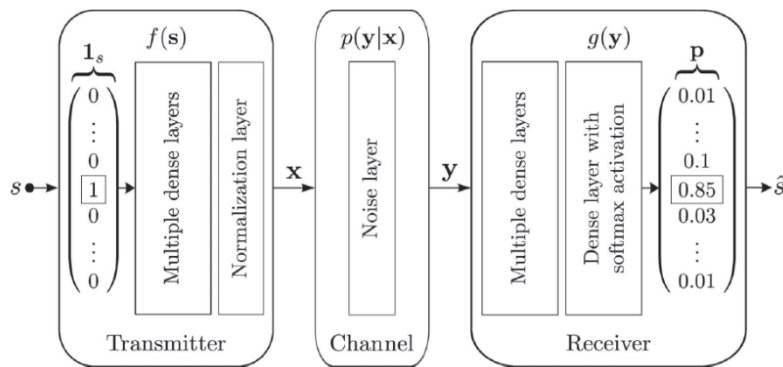 f(s)
p(y|x)
g(y)
1ₛ
p
s
0
⋮
0
1
0
⋮
0
Multiple dense layers
Normalization layer
x
Noise layer
y
Multiple dense layers
Dense layer with
softmax activation
0.01
⋮
0.1
0.85
0.03
⋮
0.01
ŝ
Transmitter
Channel
Receiver